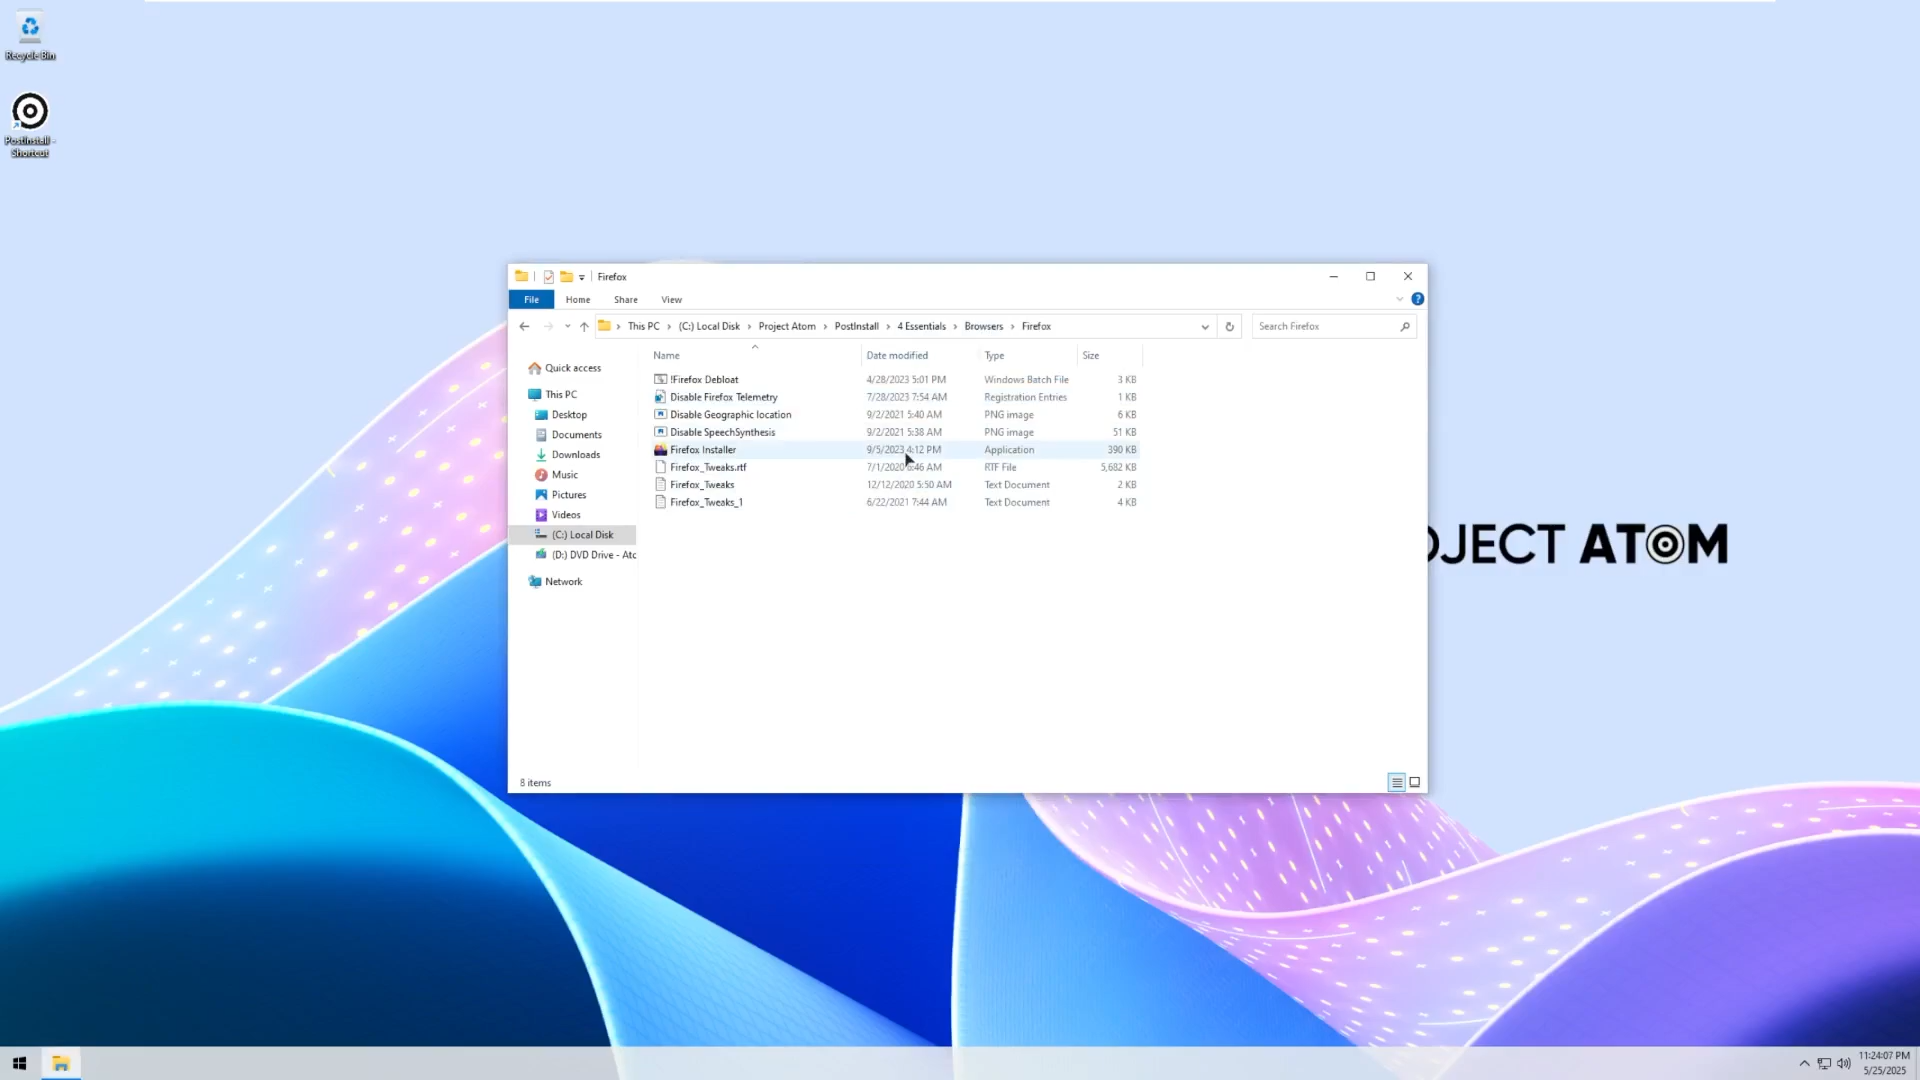 Recycle Bin
PostInstall -
Shortcut
Firefox
File Home Share View
This PC (C:) Local Disk Project Atom PostInstall 4 Essentials Browsers Firefox
Search Firefox
Name Date modified Type Size
Quick access
This PC
Desktop
Documents
Downloads
Music
Pictures
Videos
(C:) Local Disk
(D:) DVD Drive - Atc
Network
!Firefox Debloat 4/28/2023 5:01 PM Windows Batch File 3 KB
Disable Firefox Telemetry 7/28/2023 7:54 AM Registration Entries 1 KB
Disable Geographic location 9/2/2021 5:40 AM PNG image 6 KB
Disable SpeechSynthesis 9/2/2021 5:38 AM PNG image 51 KB
Firefox Installer 9/5/2023 4:12 PM Application 390 KB
Firefox_Tweaks.rtf 7/1/2020 :46 AM RTF File 5,682 KB
Firefox_Tweaks 12/12/2020 5:50 AM Text Document 2 KB
Firefox_Tweaks_1 6/22/2021 7:44 AM Text Document 4 KB
8 items
OJECT ATOM
11:24:07 PM
5/25/2025